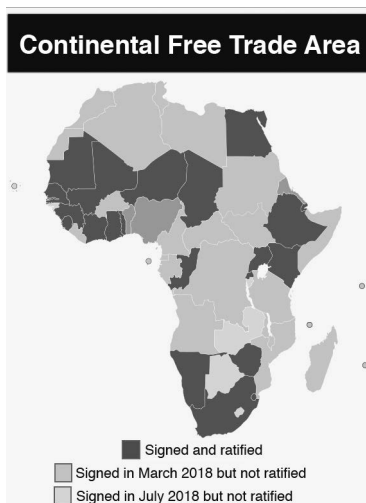 Continental Free Trade Area
Signed and ratified
Signed in March 2018 but not ratified
Signed in July 2018 but not ratified